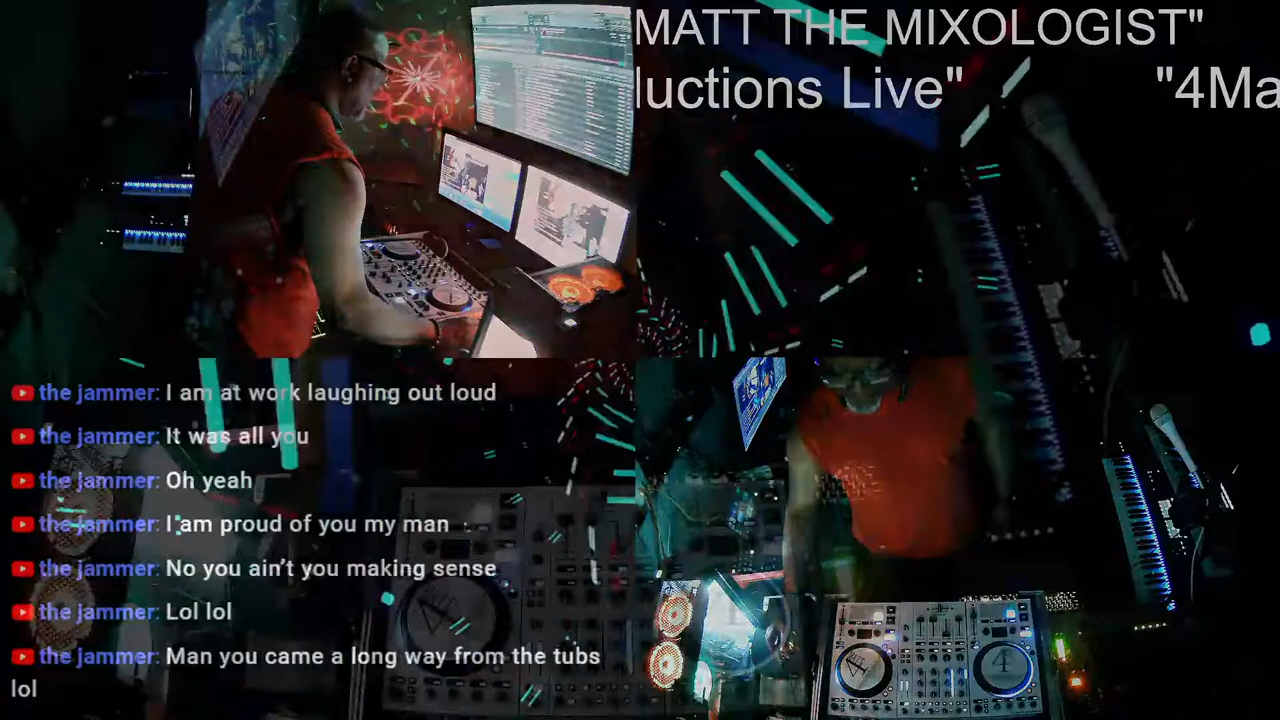 MATT THE MIXOLOGIST"
luctions Live" "4Ma
the jammer: I am at work laughing out loud
the jammer: It was all you
the jammer: Oh yeah
the jammer: I am proud of you my man
the jammer: No you ain't you making sense
the jammer: Lol lol
the jammer: Man you came a long way from the tubs
lol